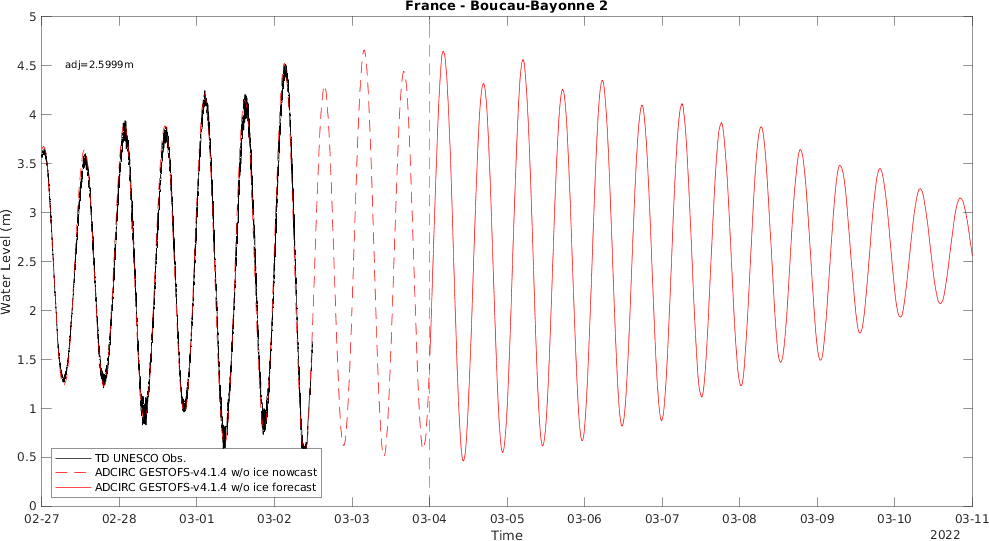 France - Boucau-Bayonne 2
adj=2.5999m
Water Level (m)
5
4.5
4
3.5
3
2.5
2
1.5
1
0.5
0
TD UNESCO Obs.
ADCIRC GESTOFS-v4.1.4 w/o ice nowcast
ADCIRC GESTOFS-v4.1.4 w/o ice forecast
02-27 02-28 03-01 03-02 03-03 03-04 03-05 03-06 03-07 03-08 03-09 03-10 03-11
Time
2022